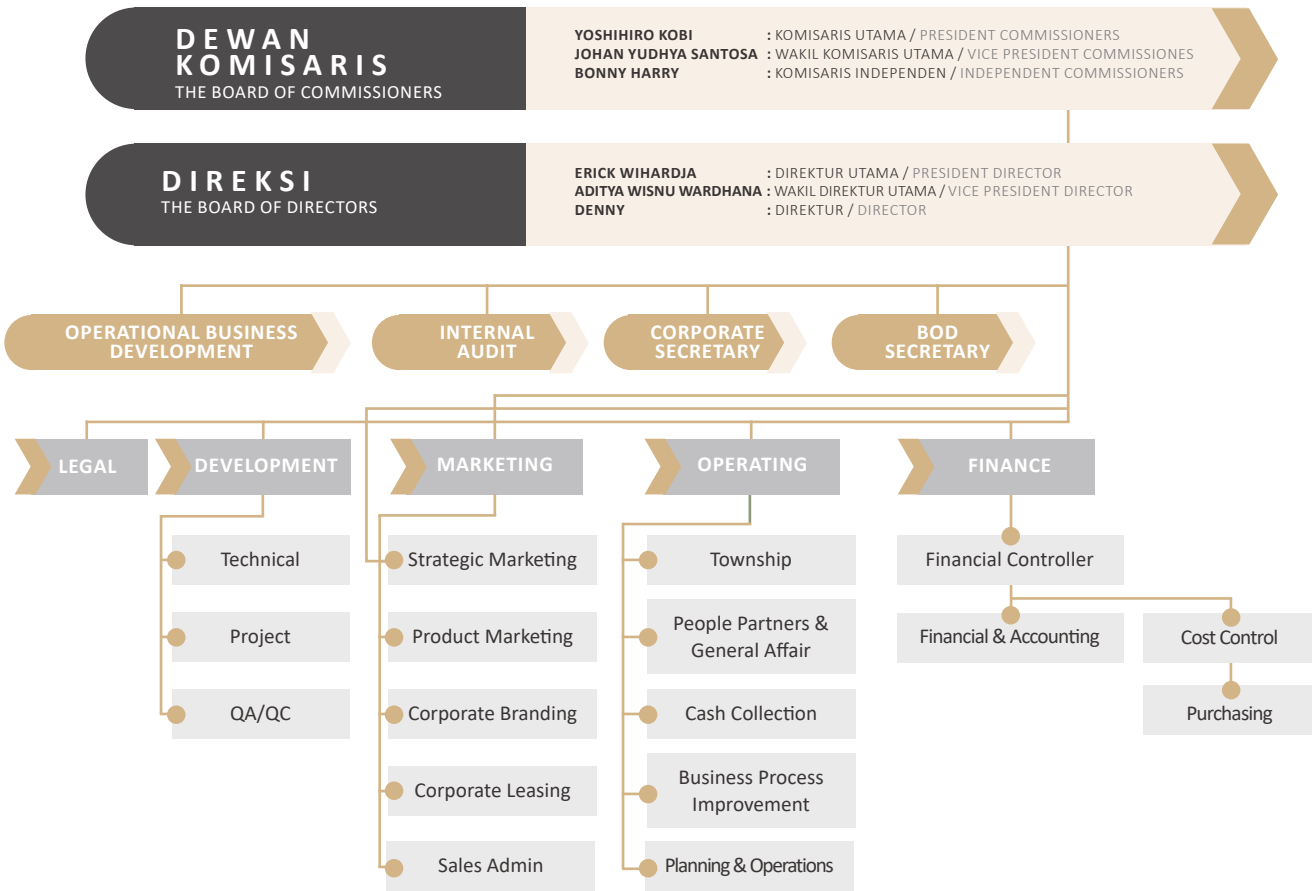 DEWAN
KOMISARIS
THE BOARD OF COMMISSIONERS
YOSHIHIRO KOBI : KOMISARIS UTAMA / PRESIDENT COMMISSIONERS
JOHAN YUDHYA SANTOSA : WAKIL KOMISARIS UTAMA / VICE PRESIDENT COMMISSIONES
BONNY HARRY : KOMISARIS INDEPENDEN / INDEPENDENT COMMISSIONERS
DIREKSI
THE BOARD OF DIRECTORS
ERICK WIHARDJA : DIREKTUR UTAMA / PRESIDENT DIRECTOR
ADITYA WISNU WARDHANA : WAKIL DIREKTUR UTAMA / VICE PRESIDENT DIRECTOR
DENNY : DIREKTUR / DIRECTOR
OPERATIONAL BUSINESS
DEVELOPMENT
INTERNAL
AUDIT
CORPORATE
SECRETARY
BOD
SECRETARY
LEGAL
DEVELOPMENT
MARKETING
OPERATING
FINANCE
Technical
Project
QA/QC
Strategic Marketing
Product Marketing
Corporate Branding
Corporate Leasing
Sales Admin
Township
People Partners &
General Affair
Cash Collection
Business Process
Improvement
Planning & Operations
Financial Controller
Financial & Accounting
Cost Control
Purchasing